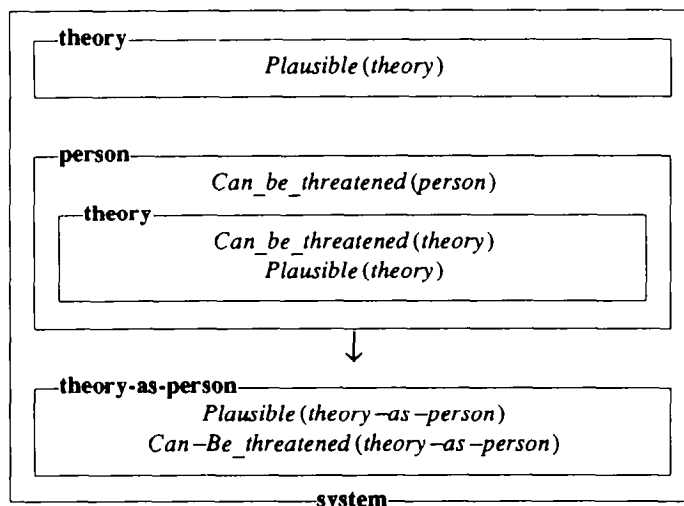 theory
Plausible (theory)
person
Can_be_threatened (person)
theory
Can_be_threatened (theory)
Plausible (theory)
↓
theory-as-person
Plausible (theory–as–person)
Can–Be_threatened (theory–as–person)
system